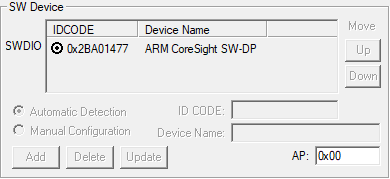 SW Device
IDCODE Device Name Move
SWDIO 0x2BA01477 ARM CoreSight SW-DP Up
Down
Automatic Detection ID CODE:
Manual Configuration Device Name:
Add Delete Update AP: 0x00